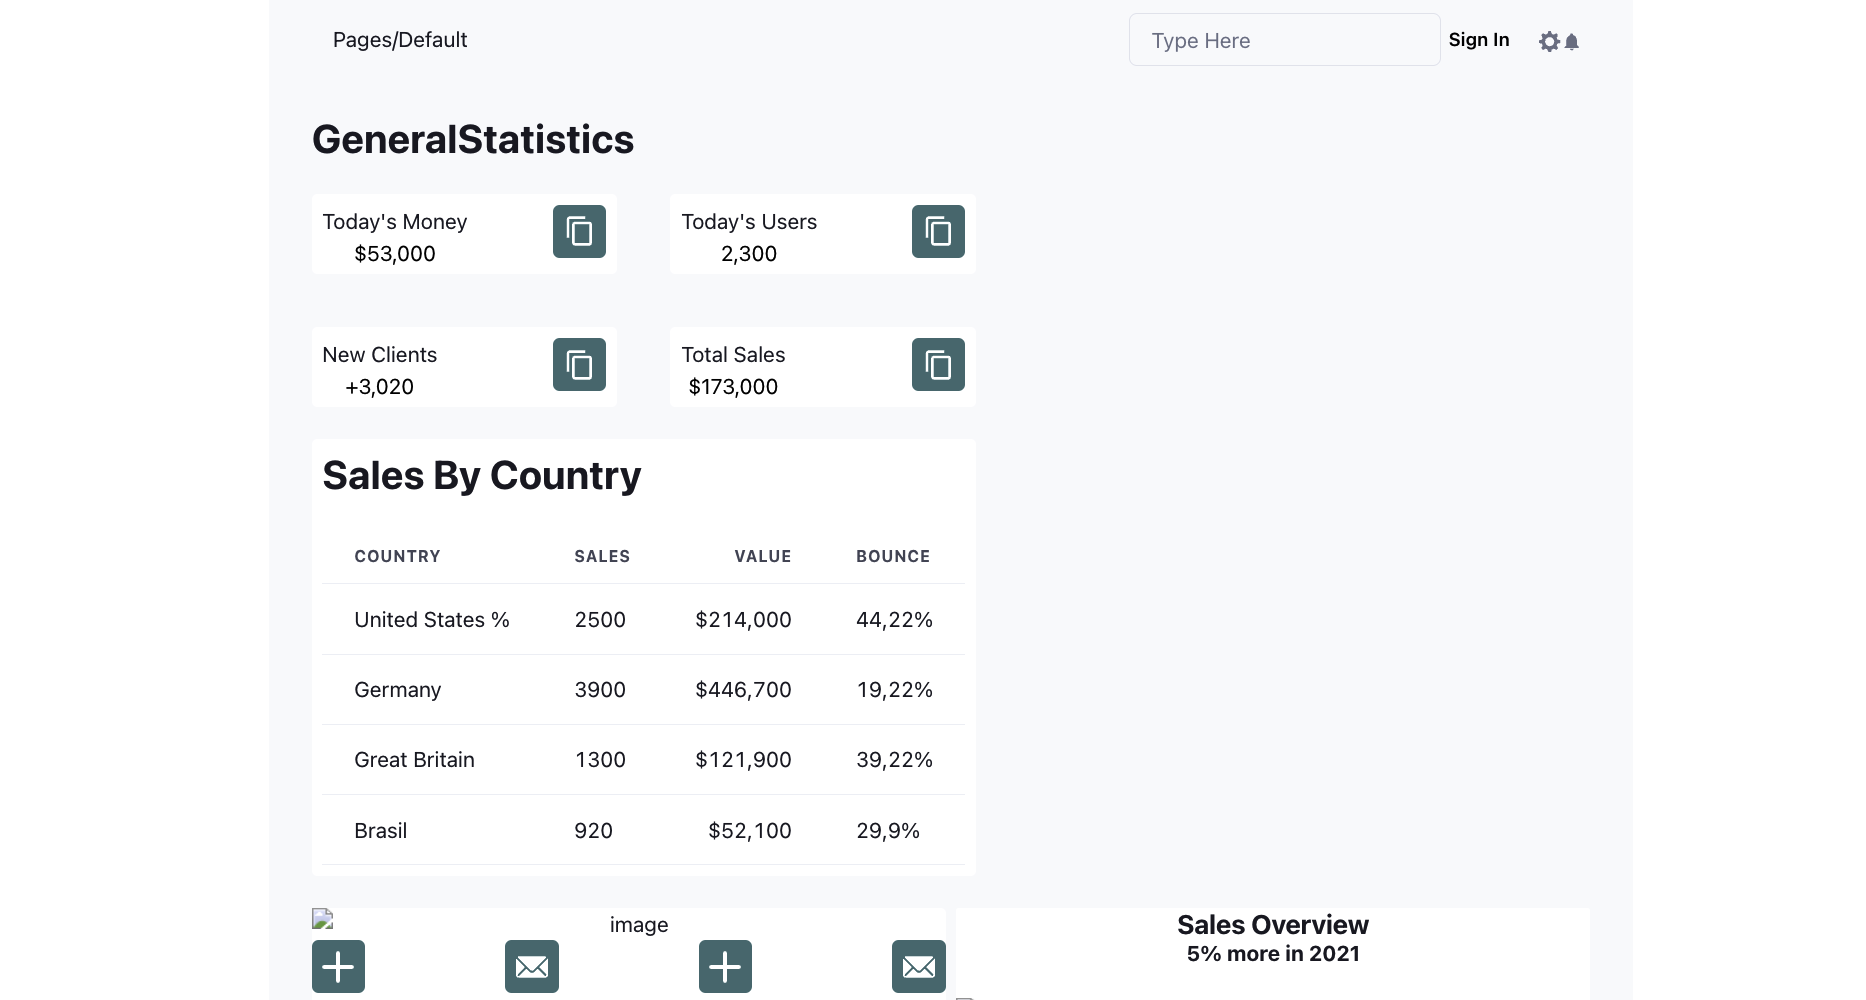 Pages/Default
Type Here
Sign In
GeneralStatistics
Today's Money
$53,000
Today's Users
2,300
New Clients
+3,020
Total Sales
$173,000
Sales By Country
COUNTRY SALES VALUE BOUNCE
United States % 2500 $214,000 44,22%
Germany 3900 $446,700 19,22%
Great Britain 1300 $121,900 39,22%
Brasil 920 $52,100 29,9%
image
Sales Overview
5% more in 2021